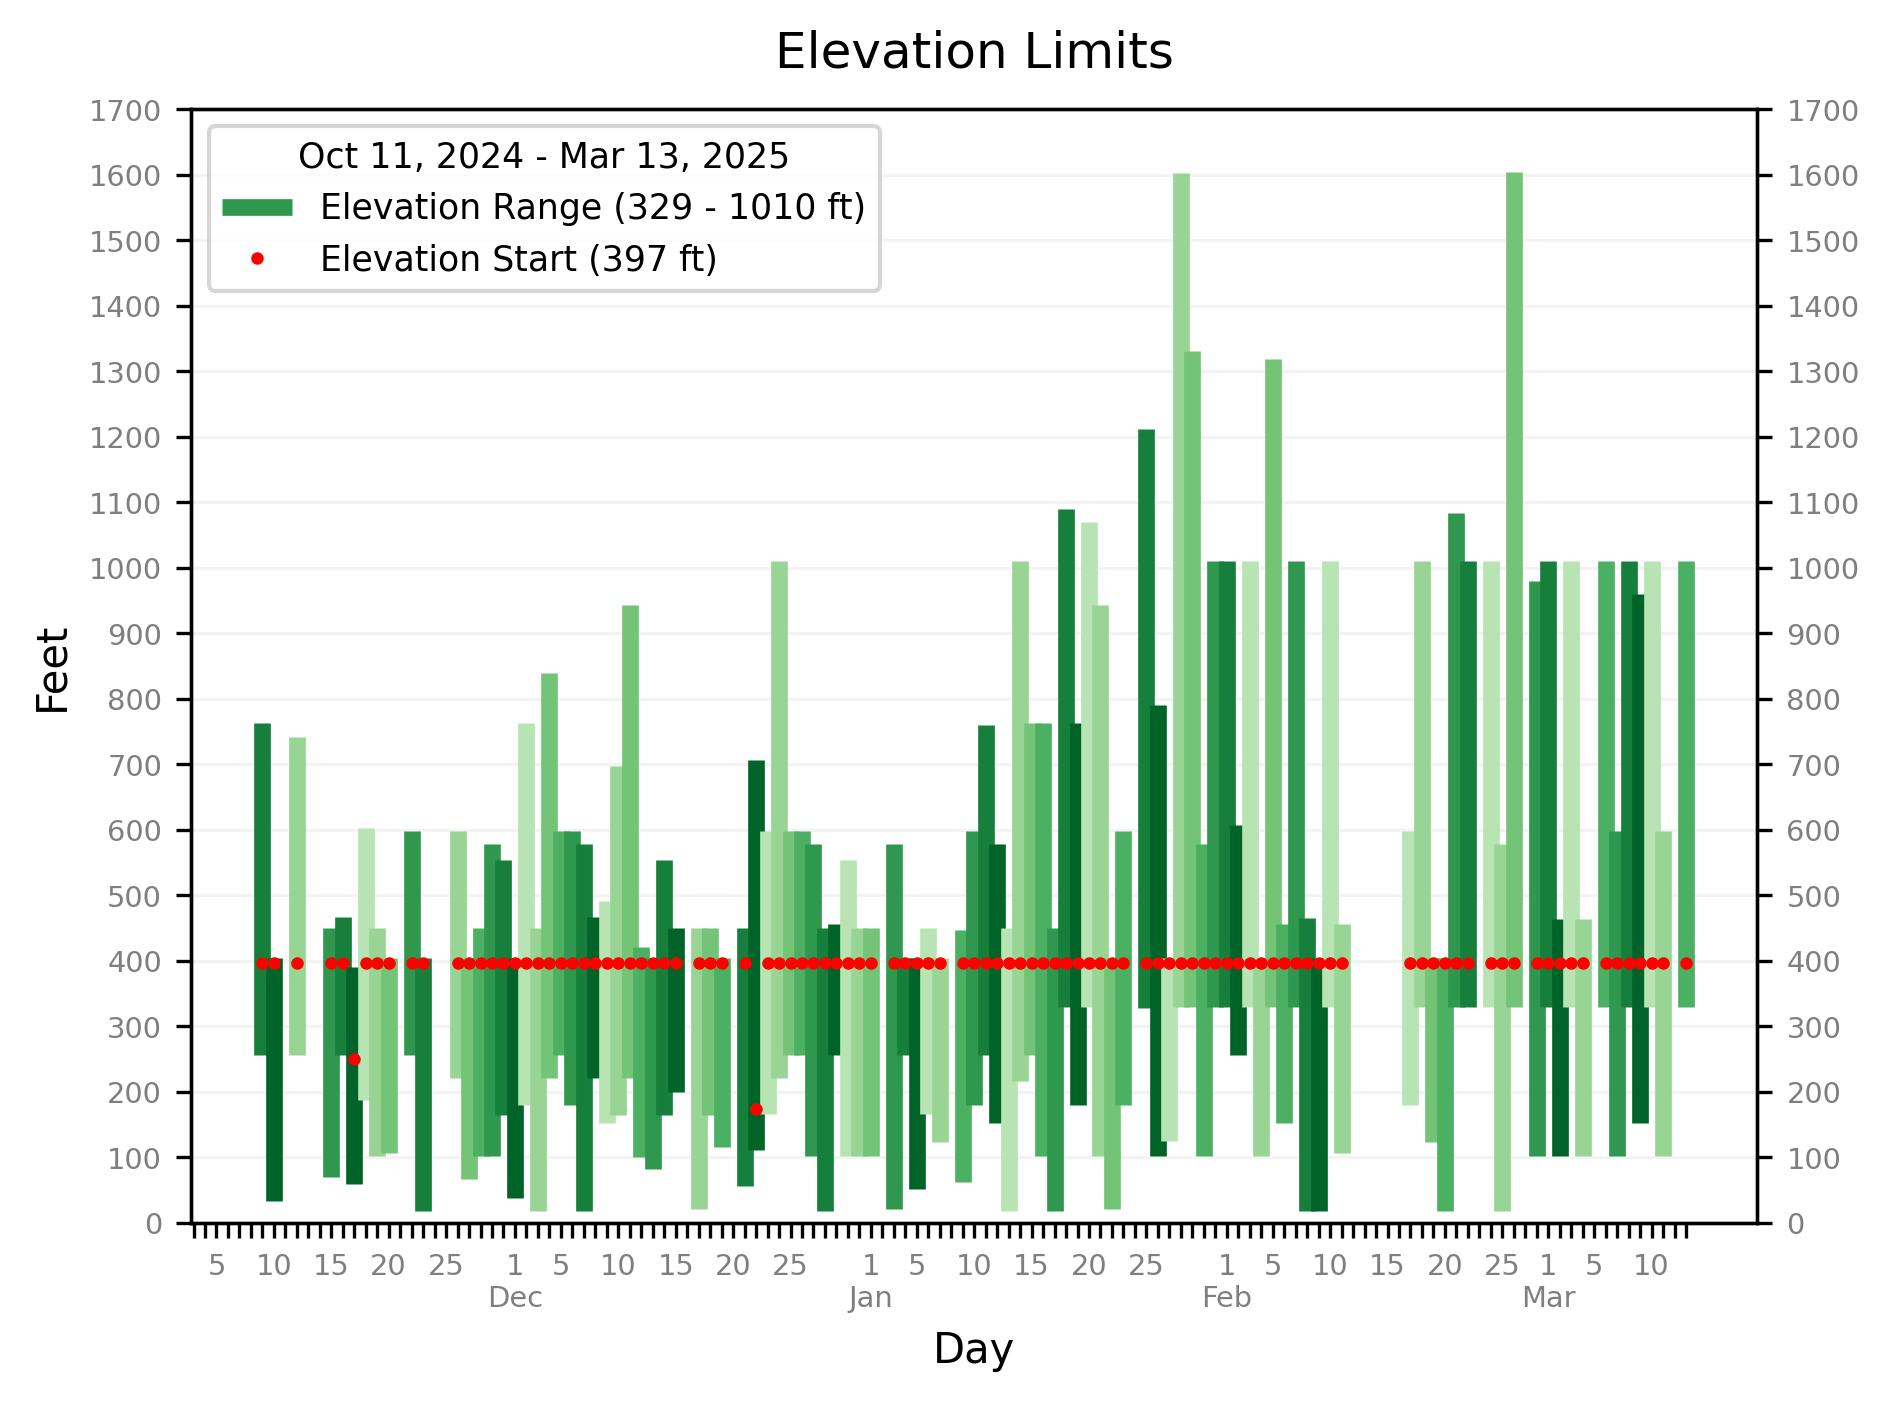 Elevation Limits
Oct 11, 2024 - Mar 13, 2025
Elevation Range (329 - 1010 ft)
Elevation Start (397 ft)
Feet
1700 1700
1600 1600
1500 1500
1400 1400
1300 1300
1200 1200
1100 1100
1000 1000
900 900
800 800
700 700
600 600
500 500
400 400
300 300
200 200
100 100
0 0
5 10 15 20 25 1 5 10 15 20 25 1 5 10 15 20 25 1 5 10 15 20 25 1 5 10
Dec Jan Feb Mar
Day